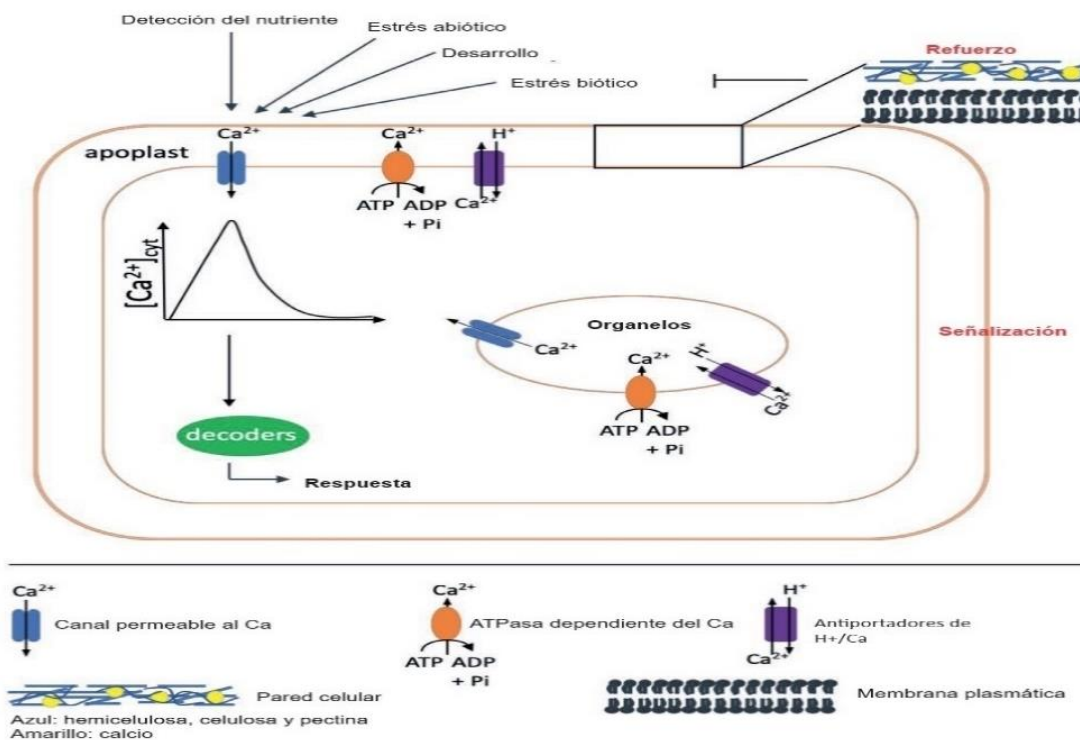 Detección del nutriente
Estrés abiótico
Desarrollo
Estrés biótico
Refuerzo
apoplast
Ca²⁺
Ca²⁺
H⁺
ATP ADP
+ Pi
Ca²⁺
[Ca²⁺]cyt
Organelos
Ca²⁺
Ca²⁺
H⁺
Ca²⁺
ATP ADP
+ Pi
Señalización
decoders
Respuesta
Ca²⁺
Canal permeable al Ca
Ca²⁺
ATPasa dependiente del Ca
ATP ADP
+ Pi
H⁺
Antiportadores de
H+/Ca
Ca²⁺
Pared celular
Azul: hemicelulosa, celulosa y pectina
Amarillo: calcio
Membrana plasmática